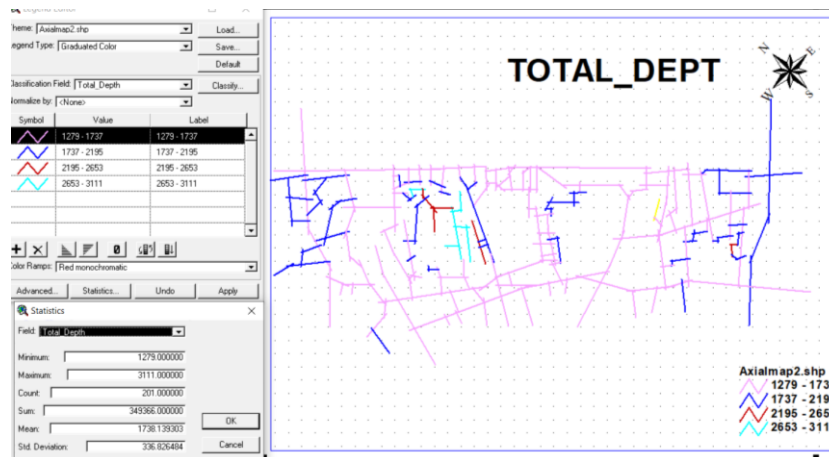 Theme: Axialmap2.shp Load...
Legend Type: Graduated Color Save...
Default
Classification Field: Total_Depth Classify...
Normalize by: <None>
Symbol Value Label
1279 - 1737 1279 - 1737
1737 - 2195 1737 - 2195
2195 - 2653 2195 - 2653
2653 - 3111 2653 - 3111
Color Ramps: Red monochromatic
Advanced... Statistics... Undo Apply
Statistics
Field: Total_Depth
Minimum: 1279.000000
Maximum: 3111.000000
Count: 201.000000
Sum: 349366.000000
Mean: 1738.139303
Std. Deviation: 336.826484
OK
Cancel
TOTAL_DEPT
N
E
W
S
Axialmap2.shp
1279 - 173
1737 - 219
2195 - 265
2653 - 311